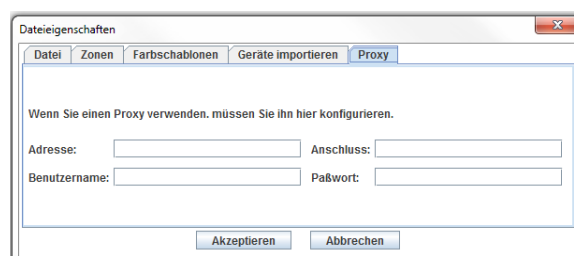 Dateieigenschaften
Datei Zonen Farbschablonen Geräte importieren Proxy
Wenn Sie einen Proxy verwenden. müssen Sie ihn hier konfigurieren.
Adresse: Anschluss:
Benutzername: Paßwort:
Akzeptieren Abbrechen